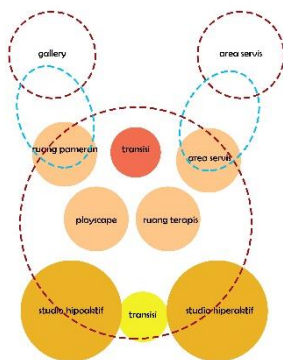 gallery
area servis
ruang pameran
transisi
area servis
playscape
ruang terapis
studio hipoaktif
transisi
studio hiperaktif